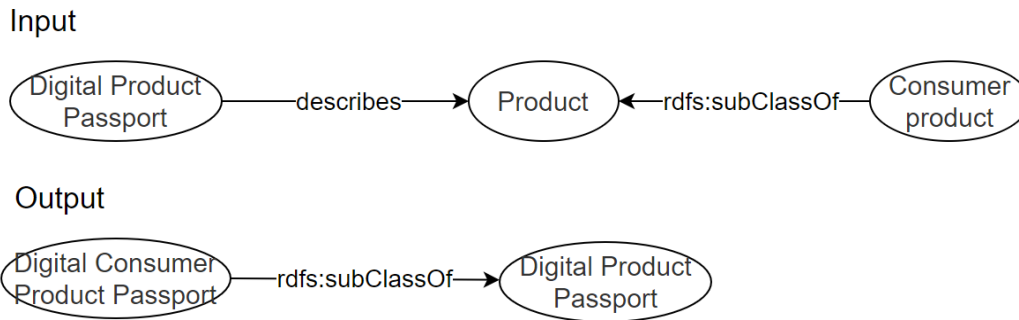 Input
Digital Product
Passport
describes
Product
rdfs:subClassOf
Consumer
product
Output
Digital Consumer
Product Passport
rdfs:subClassOf
Digital Product
Passport